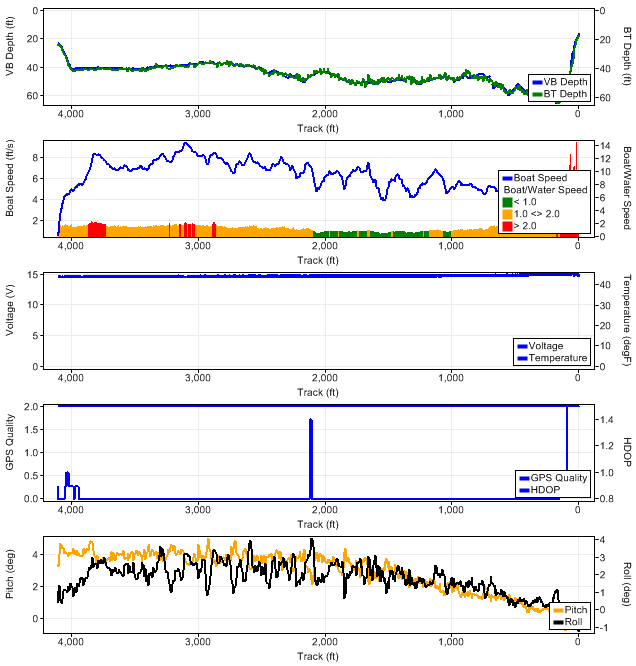 0
20
40
60
VB Depth (ft)
0
20
40
60
BT Depth (ft)
VB Depth
BT Depth
4,000 3,000 2,000 1,000 0
Track (ft)
8
6
4
2
Boat Speed (ft/s)
14
12
10
8
6
4
2
0
Boat/Water Speed
Boat Speed
Boat/Water Speed
< 1.0
1.0 <> 2.0
> 2.0
4,000 3,000 2,000 1,000 0
Track (ft)
15
10
5
0
Voltage (V)
40
30
20
10
0
Temperature (degF)
Voltage
Temperature
4,000 3,000 2,000 1,000 0
Track (ft)
2.0
1.5
1.0
0.5
0.0
GPS Quality
1.4
1.2
1.0
0.8
HDOP
GPS Quality
HDOP
4,000 3,000 2,000 1,000 0
Track (ft)
4
2
0
Pitch (deg)
4
3
2
1
0
-1
Roll (deg)
Pitch
Roll
4,000 3,000 2,000 1,000 0
Track (ft)